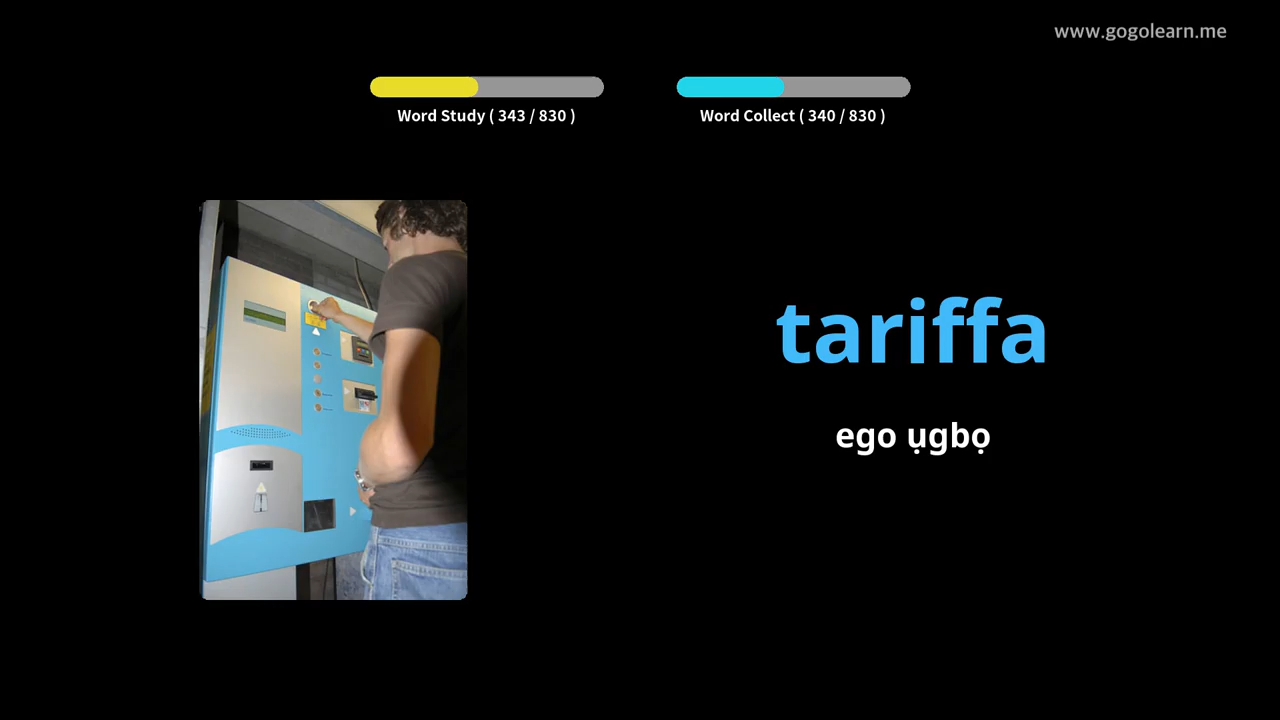 www.gogolearn.me
Word Study ( 343 / 830 )
Word Collect ( 340 / 830 )
tariffa
ego ụgbọ